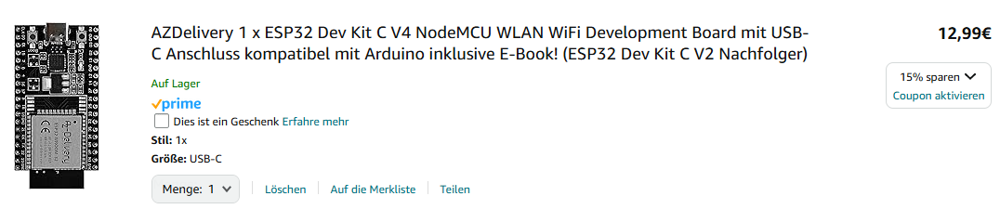 AZDelivery 1 x ESP32 Dev Kit C V4 NodeMCU WLAN WiFi Development Board mit USB-
C Anschluss kompatibel mit Arduino inklusive E-Book! (ESP32 Dev Kit C V2 Nachfolger)
12,99€
15% sparen
Coupon aktivieren
Auf Lager
prime
Dies ist ein Geschenk Erfahre mehr
Stil: 1x
Größe: USB-C
Menge: 1
Löschen
Auf die Merkliste
Teilen
AZ-Delivery